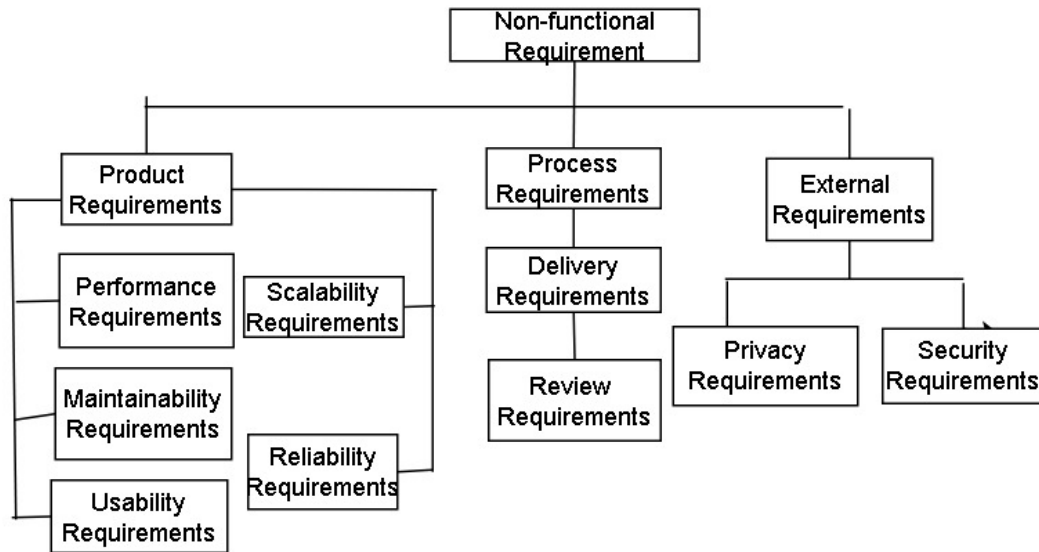 Non-functional
Requirement
Product
Requirements
Process
Requirements
External
Requirements
Performance
Requirements
Scalability
Requirements
Delivery
Requirements
Privacy
Requirements
Security
Requirements
Maintainability
Requirements
Review
Requirements
Reliability
Requirements
Usability
Requirements